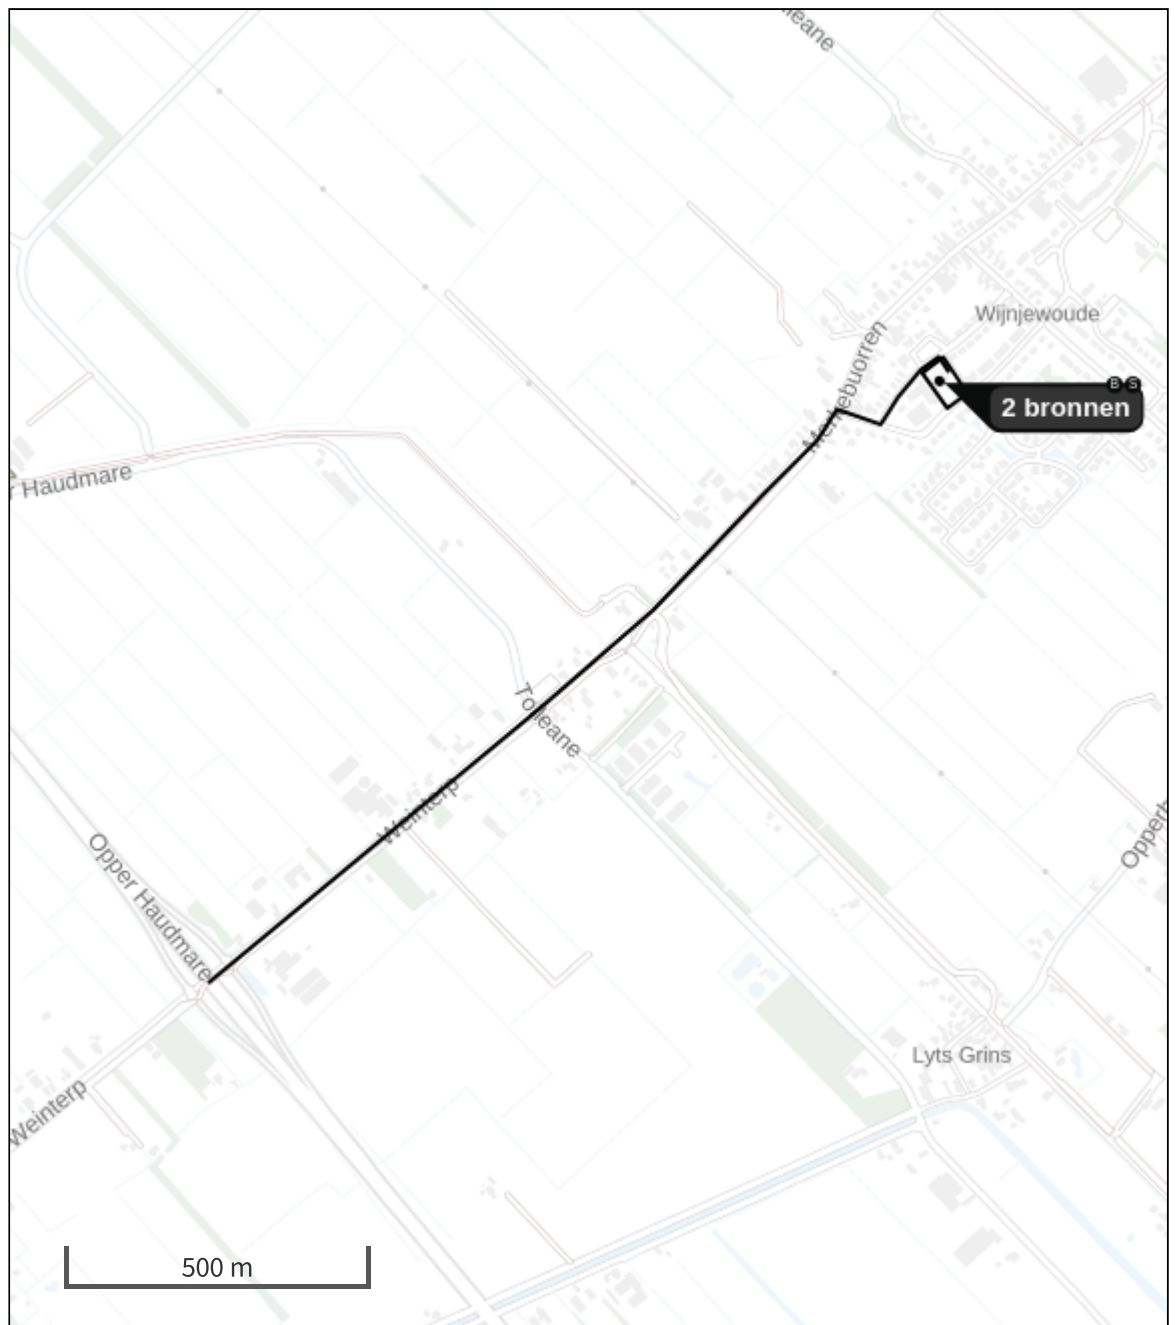 Wijnjewoude
B S
2 bronnen
Haudmare
Weinterp
Opper Haudmare
Lyts Grins
Weinterp
500 m